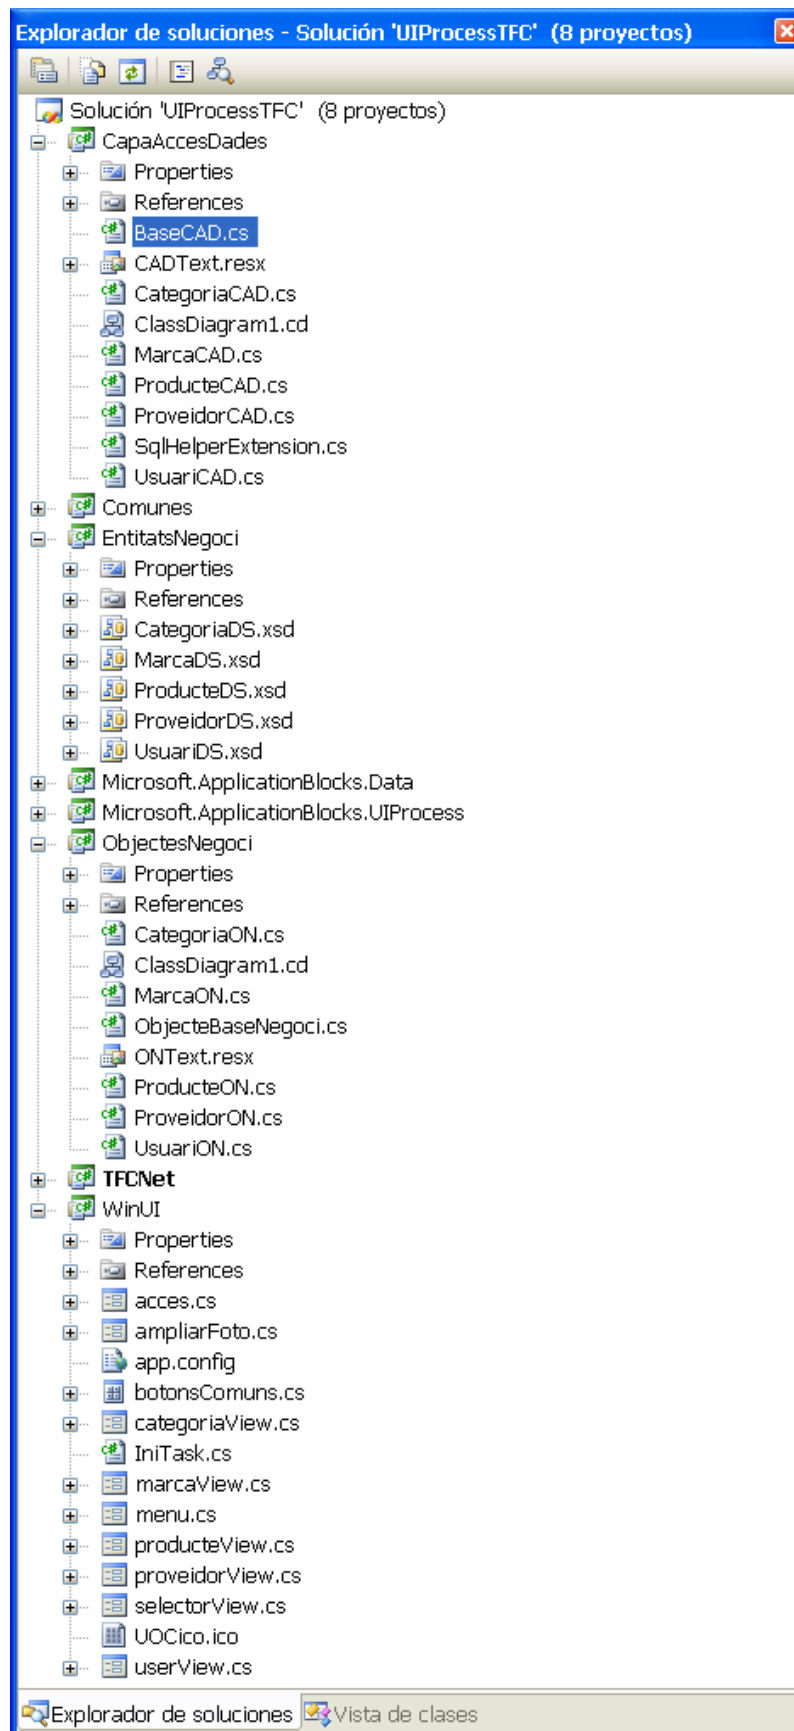 Explorador de soluciones - Solución 'UIProcessTFC' (8 proyectos)
Solución 'UIProcessTFC' (8 proyectos)
CapaAccesDades
Properties
References
BaseCAD.cs
CADText.resx
CategoriaCAD.cs
ClassDiagram1.cd
MarcaCAD.cs
ProducteCAD.cs
ProveidorCAD.cs
SqlHelperExtension.cs
UsuariCAD.cs
Comunes
EntitatsNegoci
Properties
References
CategoriaDS.xsd
MarcaDS.xsd
ProducteDS.xsd
ProveidorDS.xsd
UsuariDS.xsd
Microsoft.ApplicationBlocks.Data
Microsoft.ApplicationBlocks.UIProcess
ObjectesNegoci
Properties
References
CategoriaON.cs
ClassDiagram1.cd
MarcaON.cs
ObjecteBaseNegoci.cs
ONText.resx
ProducteON.cs
ProveidorON.cs
UsuariON.cs
TFCNet
WinUI
Properties
References
acces.cs
ampliarFoto.cs
app.config
botonsComuns.cs
categoriaView.cs
IniTask.cs
marcaView.cs
menu.cs
producteView.cs
proveidorView.cs
selectorView.cs
UOCico.ico
userView.cs
Explorador de soluciones Vista de clases